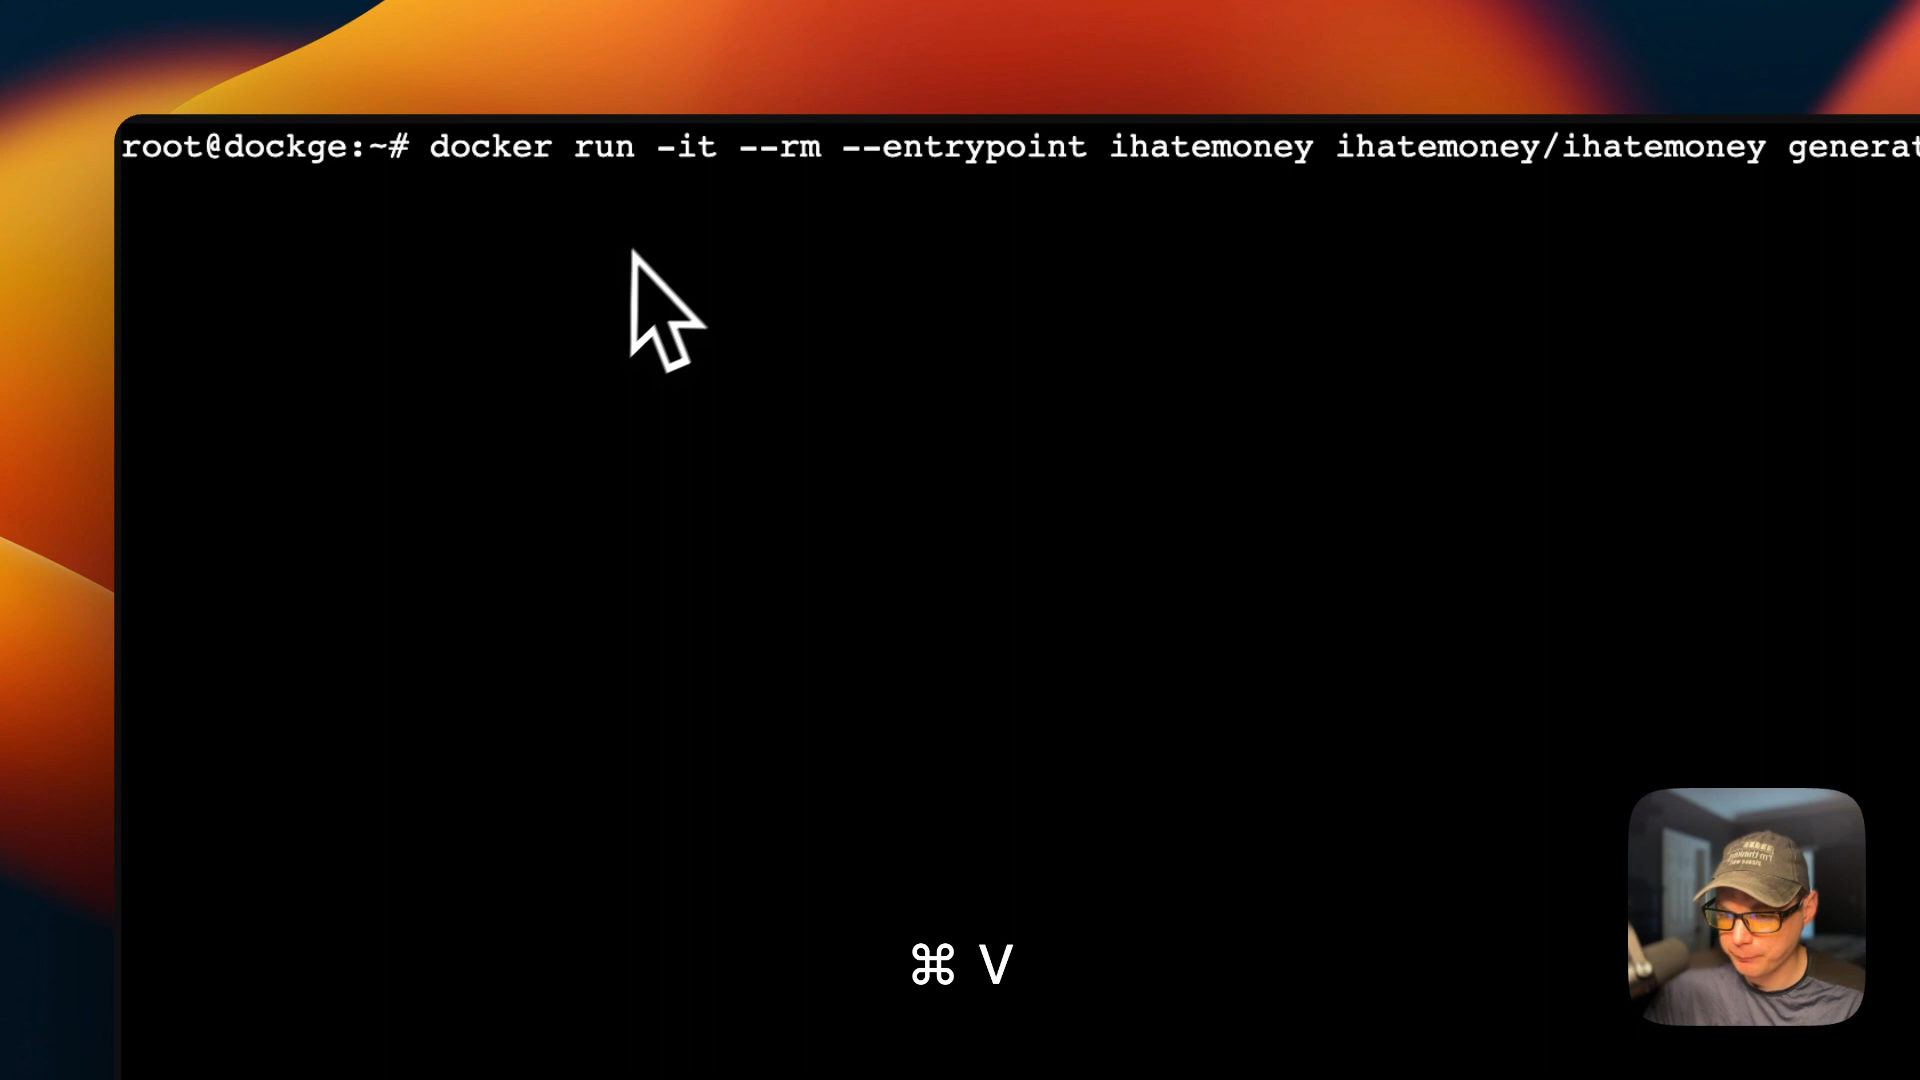 root@dockge:~# docker run -it --rm --entrypoint ihatemoney ihatemoney/ihatemoney generat
⌘ V